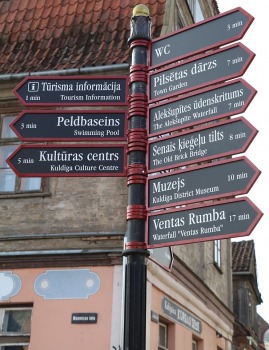 WC
3 min
Pilsētas dārzs
Town Garden
7 min
Alekšupītes ūdenskritums
The Alekšupīte Waterfall
7 min
Senais ķieģeļu tilts
The Old Brick Bridge
8 min
Muzejs
Kuldīga District Museum
10 min
Ventas Rumba
Waterfall "Ventas Rumba"
17 min
i
Tūrisma informācija
Tourism Information
1 min
Peldbaseins
Swimming Pool
3 min
Kultūras centrs
Kuldīga Culture Centre
3 min